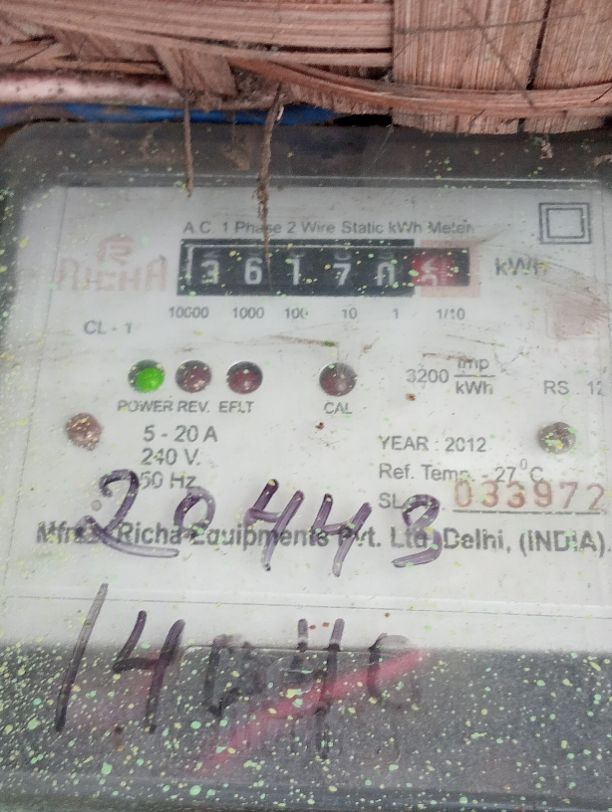 A.C. 1 Phase 2 Wire Static kWh Meter
RICHA
3 6 1 7 0 kWh
10000 1000 100 10 1 1/10
CL - 1
3200 Imp/kWh
RS 12
POWER REV. EFLT CAL
5 - 20 A
240 V.
50 Hz
YEAR : 2012
Ref. Temp. - 27°C
033972
20443
Mfrs.: Richa Equipments Pvt. Ltd. Delhi, (INDIA).